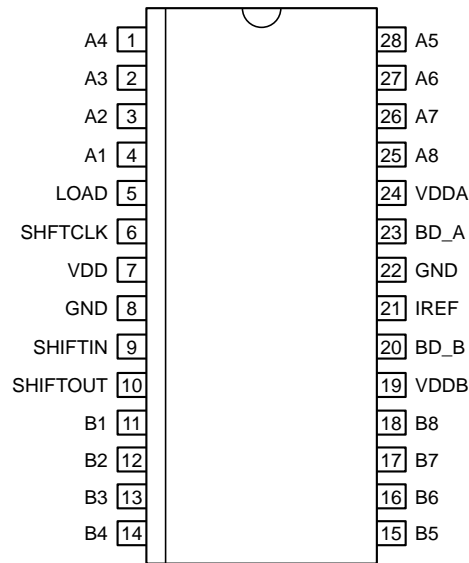 A4 1 28 A5
A3 2 27 A6
A2 3 26 A7
A1 4 25 A8
LOAD 5 24 VDDA
SHFTCLK 6 23 BD_A
VDD 7 22 GND
GND 8 21 IREF
SHIFTIN 9 20 BD_B
SHIFTOUT 10 19 VDDB
B1 11 18 B8
B2 12 17 B7
B3 13 16 B6
B4 14 15 B5